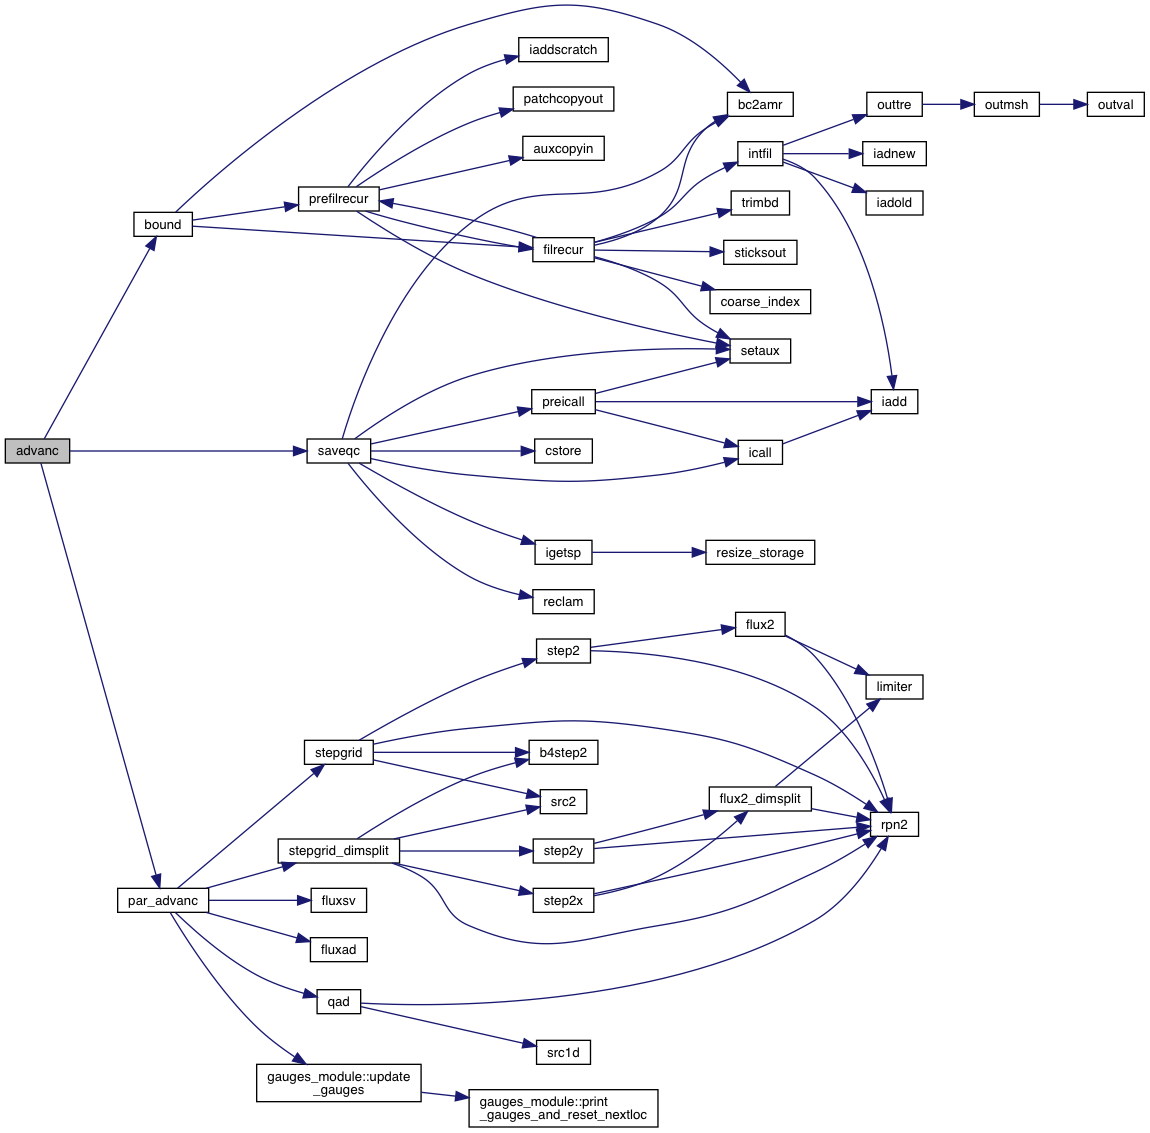 iaddscratch
patchcopyout
bc2amr
outtre
outmsh
outval
auxcopyin
intfil
iadnew
prefilrecur
trimbd
iadold
bound
filrecur
sticksout
coarse_index
setaux
preicall
iadd
advanc
saveqc
cstore
icall
igetsp
resize_storage
reclam
flux2
step2
limiter
stepgrid
b4step2
src2
flux2_dimsplit
rpn2
stepgrid_dimsplit
step2y
par_advanc
fluxsv
step2x
fluxad
qad
src1d
gauges_module::update
_gauges
gauges_module::print
_gauges_and_reset_nextloc